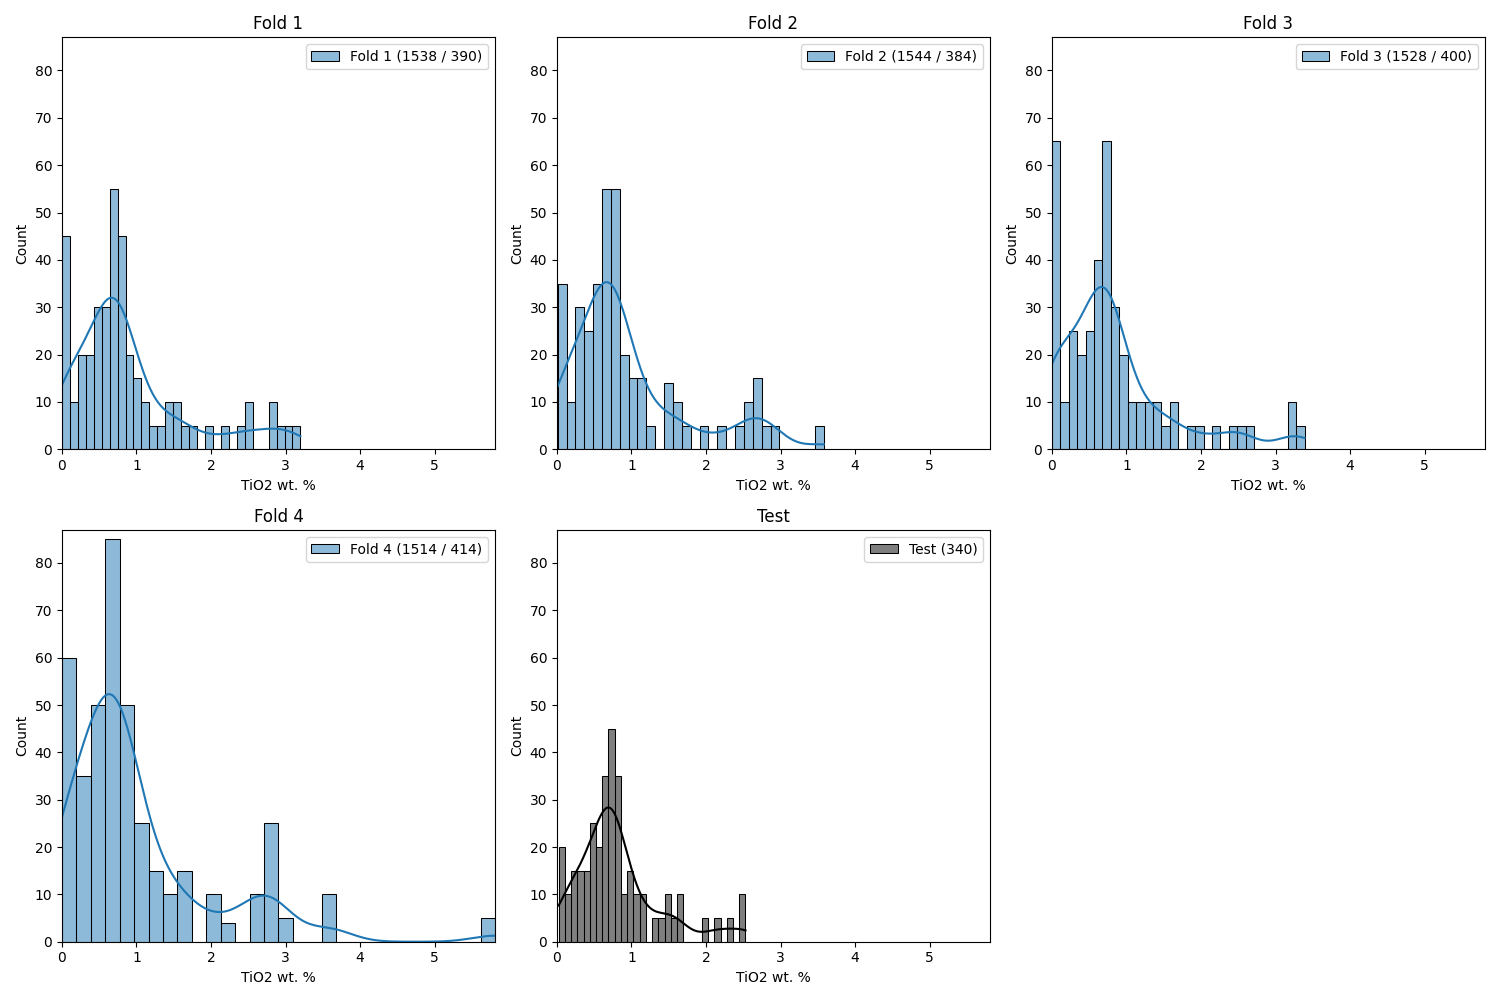 Fold 1
Fold 1 (1538 / 390)
80
70
60
50
40
30
20
10
0
Count
0 1 2 3 4 5
TiO2 wt. %
Fold 2
Fold 2 (1544 / 384)
80
70
60
50
40
30
20
10
0
Count
0 1 2 3 4 5
TiO2 wt. %
Fold 3
Fold 3 (1528 / 400)
80
70
60
50
40
30
20
10
0
Count
0 1 2 3 4 5
TiO2 wt. %
Fold 4
Fold 4 (1514 / 414)
80
70
60
50
40
30
20
10
0
Count
0 1 2 3 4 5
TiO2 wt. %
Test
Test (340)
80
70
60
50
40
30
20
10
0
Count
0 1 2 3 4 5
TiO2 wt. %